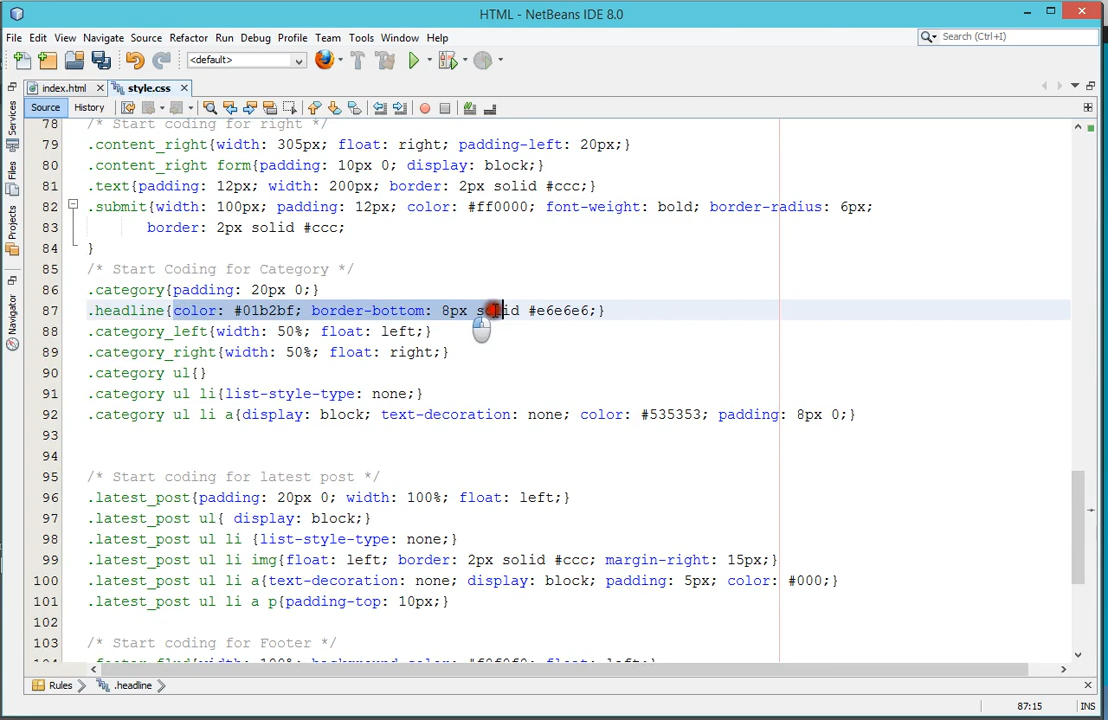 HTML - NetBeans IDE 8.0
File Edit View Navigate Source Refactor Run Debug Profile Team Tools Window Help
Search (Ctrl+I)
<default>
index.html style.css
Source History
Services
Files
Projects
Navigator
78 /* Start coding for right */
79 .content_right{width: 305px; float: right; padding-left: 20px;}
80 .content_right form{padding: 10px 0; display: block;}
81 .text{padding: 12px; width: 200px; border: 2px solid #ccc;}
82 .submit{width: 100px; padding: 12px; color: #ff0000; font-weight: bold; border-radius: 6px;
83 border: 2px solid #ccc;
84 }
85 /* Start Coding for Category */
86 .category{padding: 20px 0;}
87 .headline{color: #01b2bf; border-bottom: 8px solid #e6e6e6;}
88 .category_left{width: 50%; float: left;}
89 .category_right{width: 50%; float: right;}
90 .category ul{}
91 .category ul li{list-style-type: none;}
92 .category ul li a{display: block; text-decoration: none; color: #535353; padding: 8px 0;}
93
94
95 /* Start coding for latest post */
96 .latest_post{padding: 20px 0; width: 100%; float: left;}
97 .latest_post ul{ display: block;}
98 .latest_post ul li {list-style-type: none;}
99 .latest_post ul li img{float: left; border: 2px solid #ccc; margin-right: 15px;}
100 .latest_post ul li a{text-decoration: none; display: block; padding: 5px; color: #000;}
101 .latest_post ul li a p{padding-top: 10px;}
102
103 /* Start coding for Footer */
Rules .headline
87:15 INS